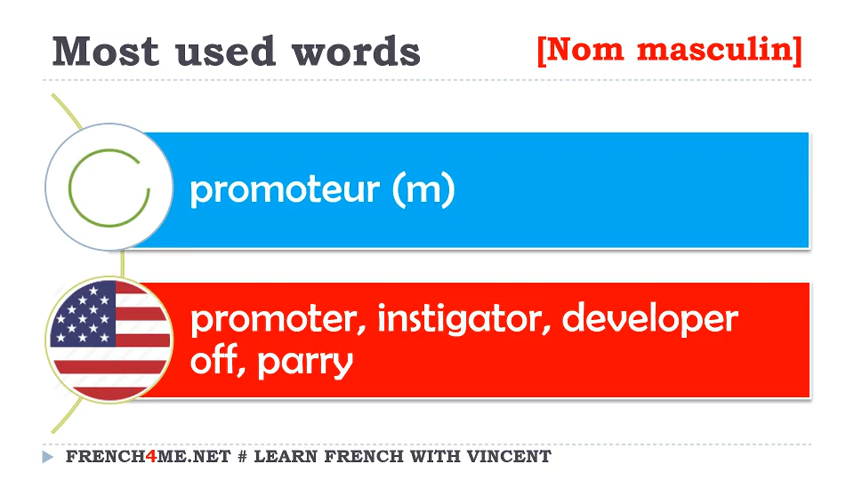 Most used words
[Nom masculin]
promoteur (m)
promoter, instigator, developer
off, parry
FRENCH4ME.NET # LEARN FRENCH WITH VINCENT